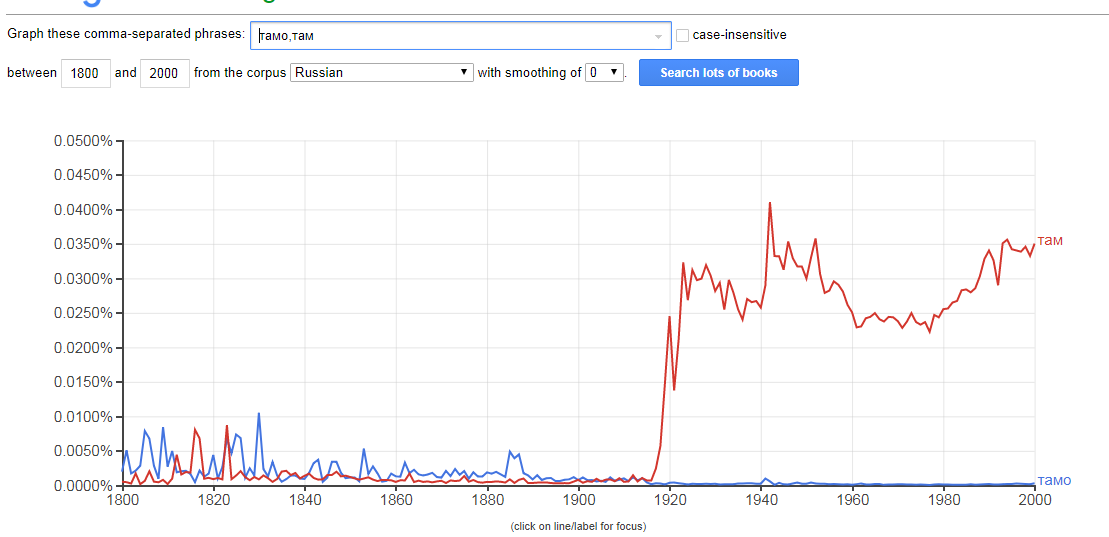 Graph these comma-separated phrases: тамо,там case-insensitive
between 1800 and 2000 from the corpus Russian with smoothing of 0 . Search lots of books
0.0500%
0.0450%
0.0400%
0.0350%
там
0.0300%
0.0250%
0.0200%
0.0150%
0.0100%
0.0050%
0.0000%
тамо
1800 1820 1840 1860 1880 1900 1920 1940 1960 1980 2000
(click on line/label for focus)